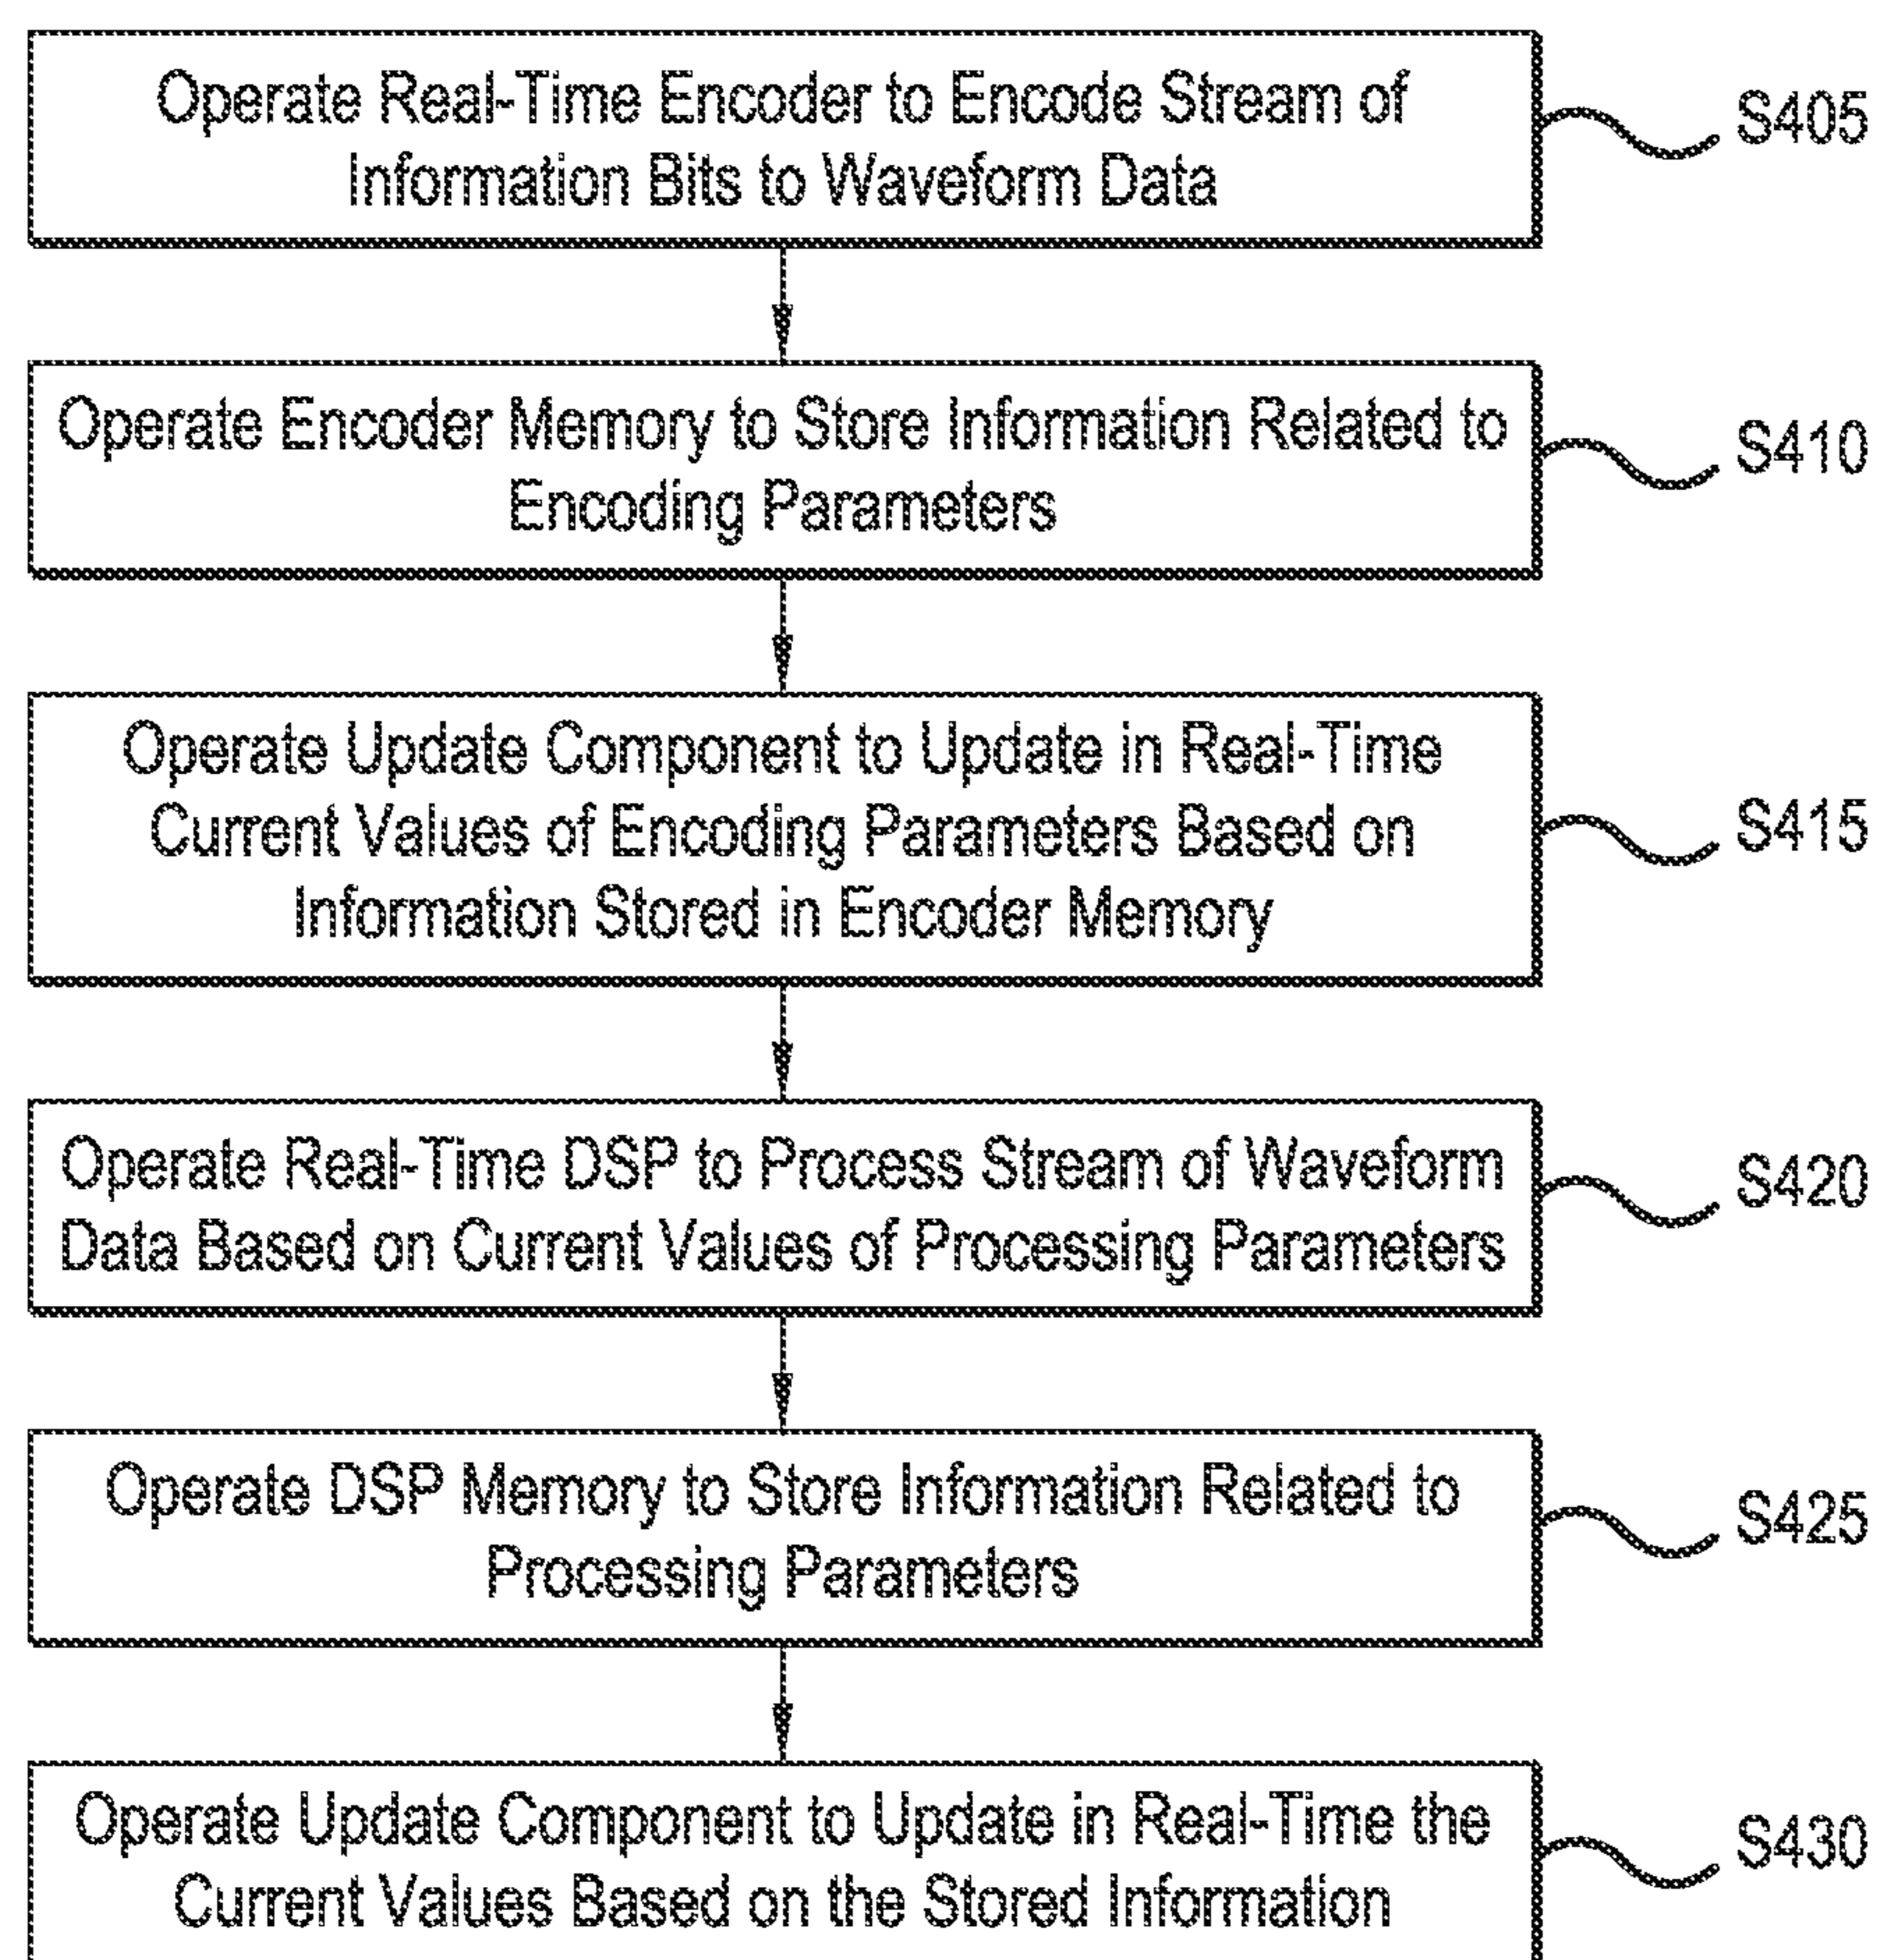 Operate Real-Time Encoder to Encode Stream of
Information Bits to Waveform Data
S405
Operate Encoder Memory to Store Information Related to
Encoding Parameters
S410
Operate Update Component to Update in Real-Time
Current Values of Encoding Parameters Based on
Information Stored in Encoder Memory
S415
Operate Real-Time DSP to Process Stream of Waveform
Data Based on Current Values of Processing Parameters
S420
Operate DSP Memory to Store Information Related to
Processing Parameters
S425
Operate Update Component to Update in Real-Time the
Current Values Based on the Stored Information
S430